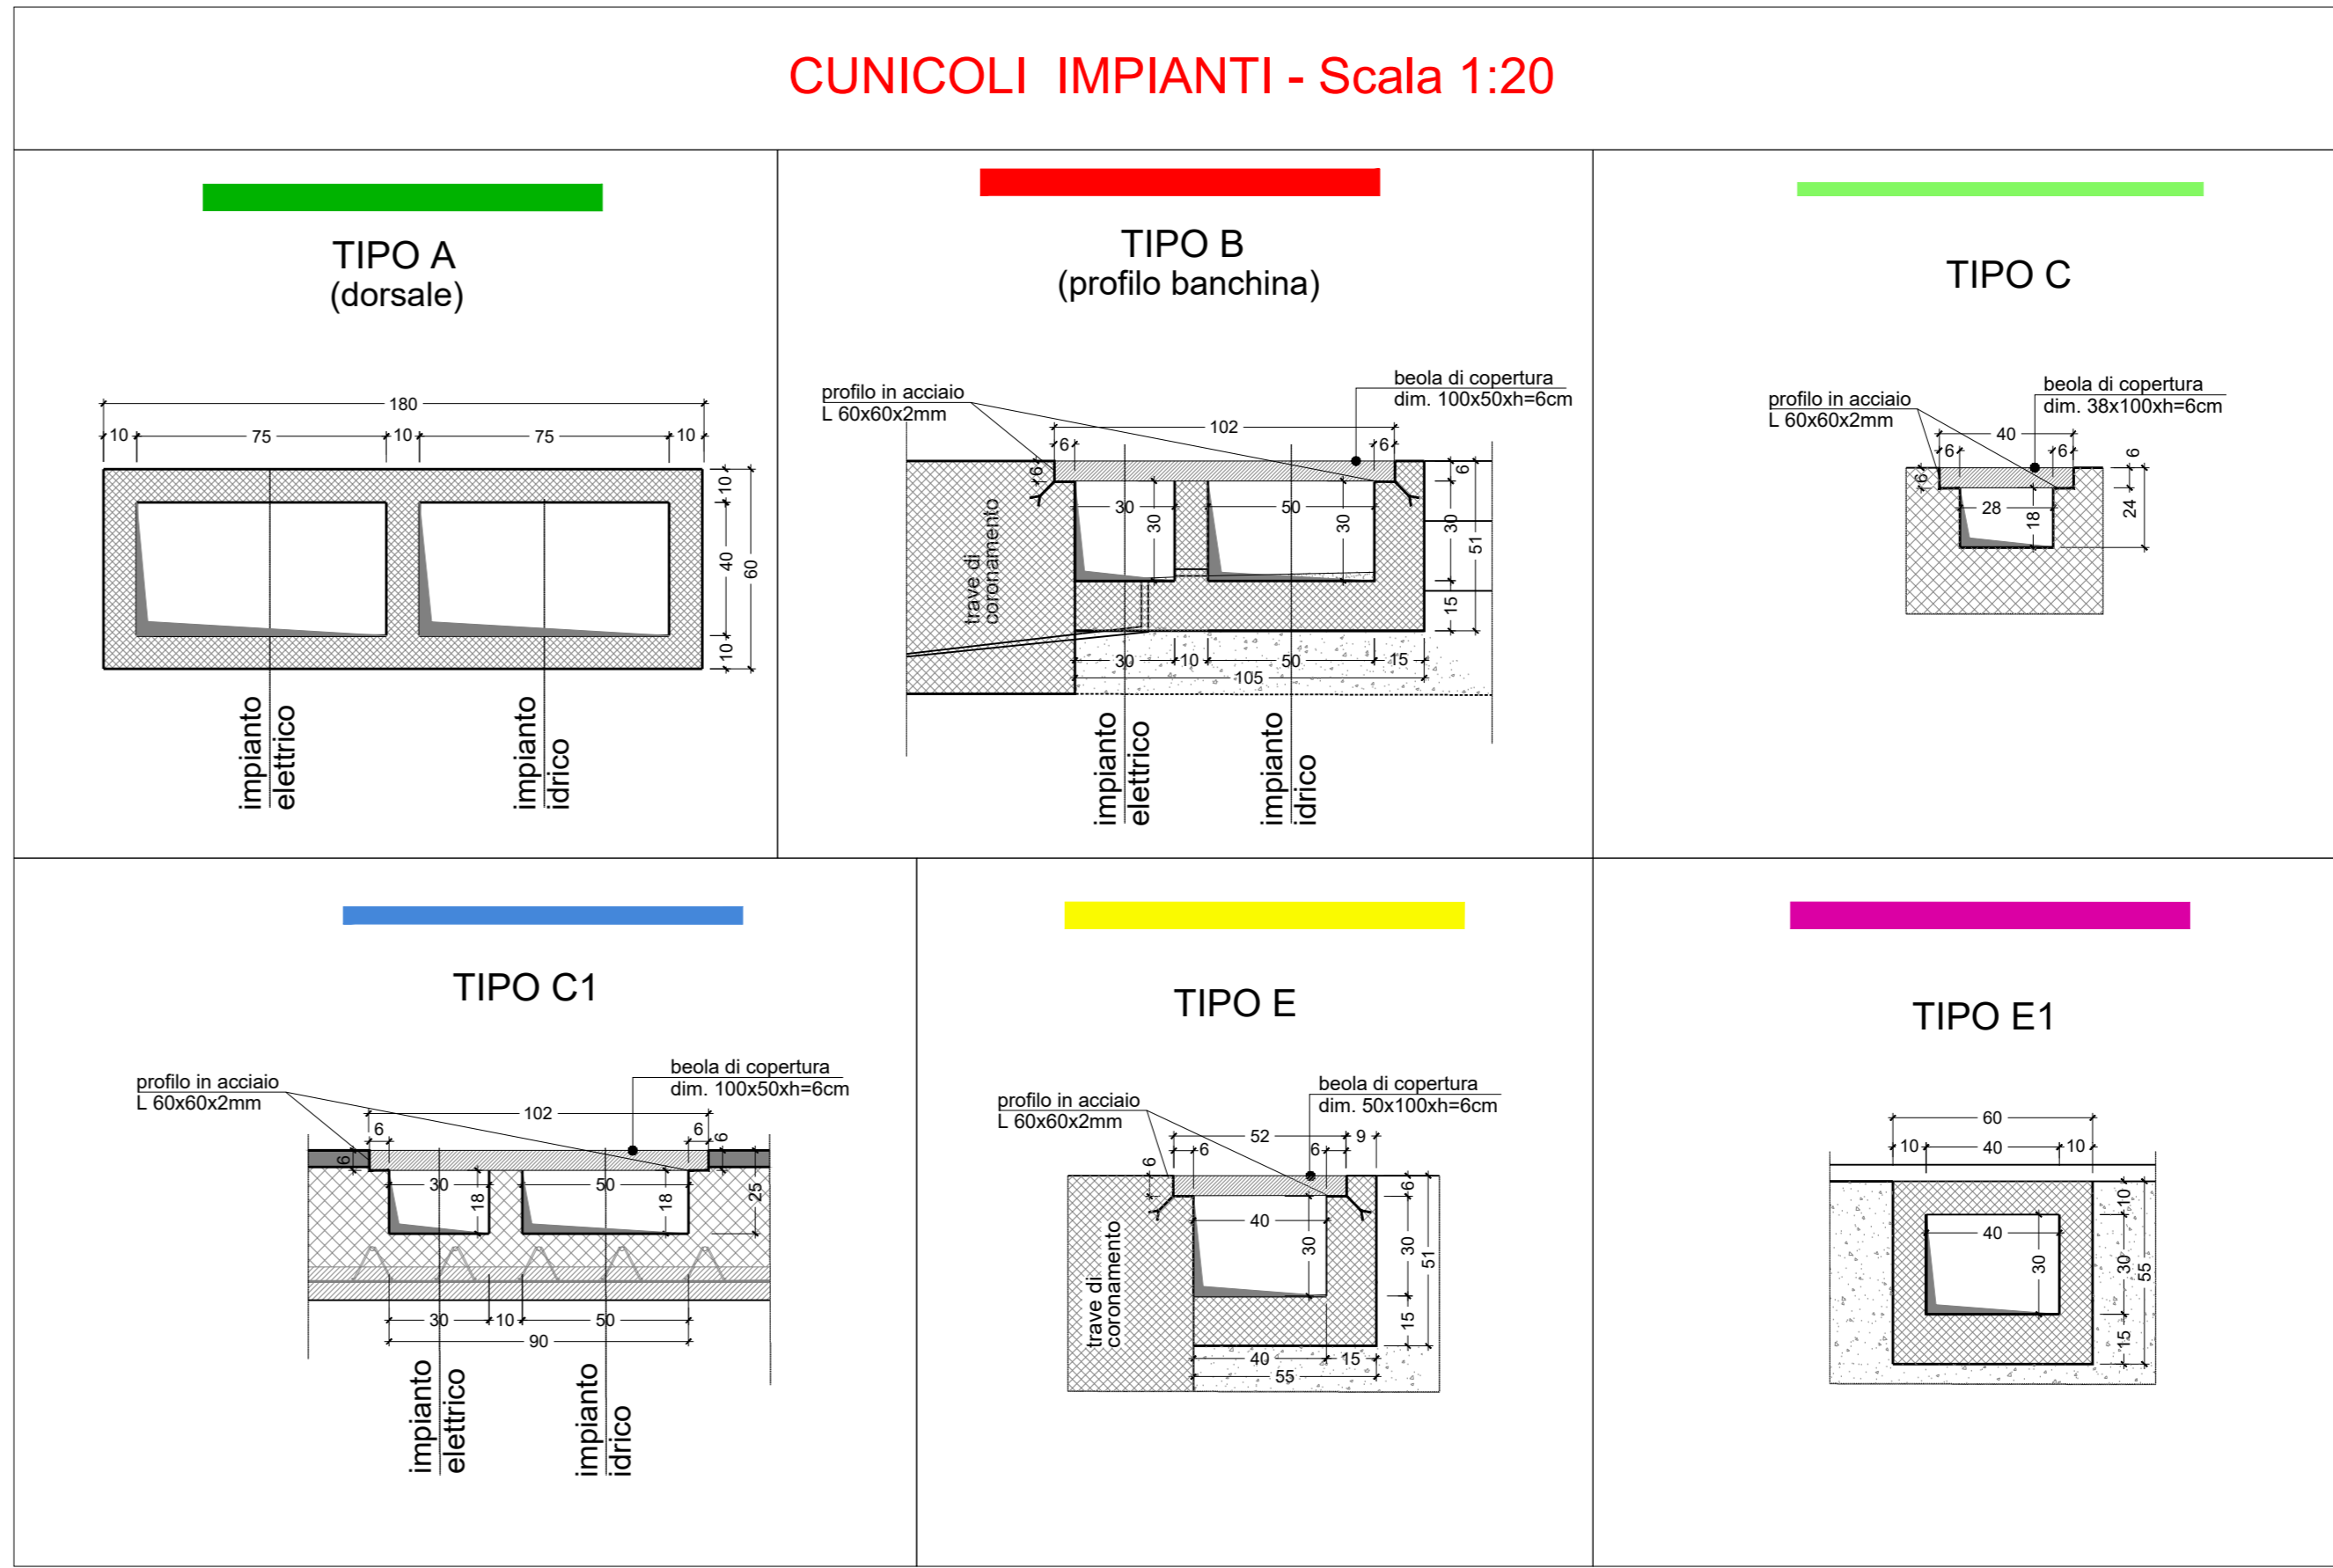 CUNICOLI IMPIANTI - Scala 1:20
TIPO A
(dorsale)
180
10 75 10 75 10
10
40
10
60
impianto
elettrico
impianto
idrico
TIPO B
(profilo banchina)
profilo in acciaio
L 60x60x2mm
beola di copertura
dim. 100x50xh=6cm
102
6 6
6
6
30 50
30
30
30
51
15
trave di
coronamento
30 10 50 15
105
impianto
elettrico
impianto
idrico
TIPO C
profilo in acciaio
L 60x60x2mm
beola di copertura
dim. 38x100xh=6cm
40
6 6
6
6
28
18
24
TIPO C1
profilo in acciaio
L 60x60x2mm
beola di copertura
dim. 100x50xh=6cm
102
6 6
6
6
30 50
18
18
25
30 10 50
90
impianto
elettrico
impianto
idrico
TIPO E
profilo in acciaio
L 60x60x2mm
beola di copertura
dim. 50x100xh=6cm
52 9
6 6
6
6
40
30
30
51
15
trave di
coronamento
40 15
55
TIPO E1
60
10 40 10
10
40
30
30
55
15